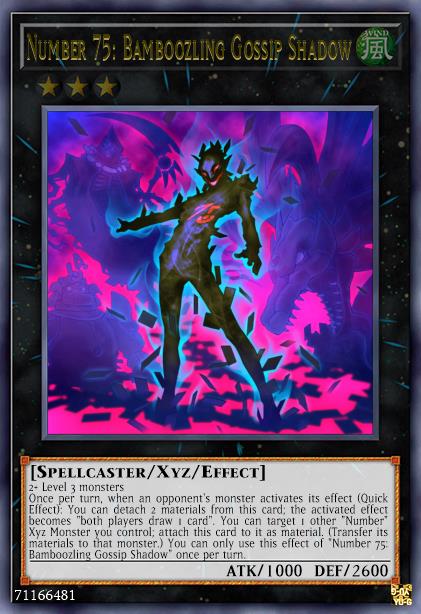 Number 75: Bamboozling Gossip Shadow
WIND
風
[Spellcaster/Xyz/Effect]
2+ Level 3 monsters
Once per turn, when an opponent's monster activates its effect (Quick
Effect): You can detach 2 materials from this card; the activated effect
becomes "both players draw 1 card". You can target 1 other "Number"
Xyz Monster you control; attach this card to it as material. (Transfer its
materials to that monster.) You can only use this effect of "Number 75:
Bamboozling Gossip Shadow" once per turn.
ATK/1000 DEF/2600
71166481